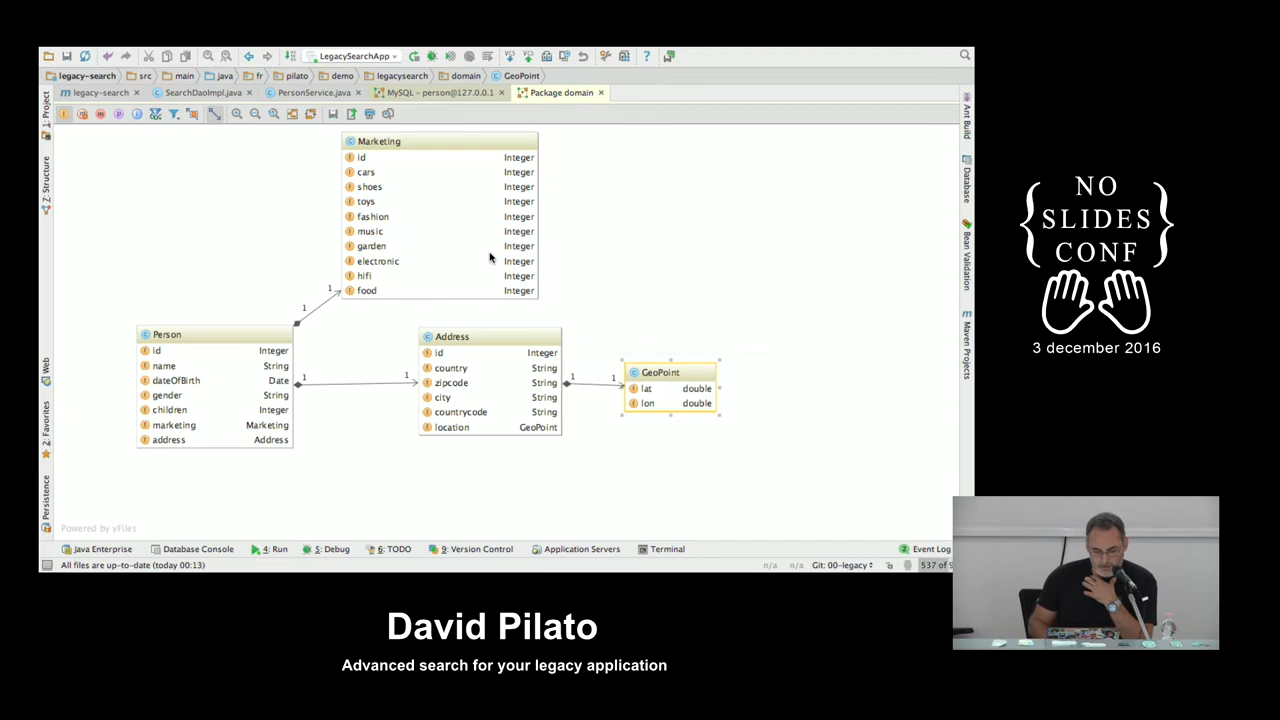 LegacySearchApp
legacy-search src main java fr pilato demo legacysearch domain GeoPoint
legacy-search SearchDaoImpl.java PersonService.java MySQL - person@127.0.0.1 Package domain
1: Project
Z: Structure
Web
2: Favorites
Persistence
Marketing
id Integer
cars Integer
shoes Integer
toys Integer
fashion Integer
music Integer
garden Integer
electronic Integer
hifi Integer
food Integer
1
1
Person
id Integer
name String
dateOfBirth Date
gender String
children Integer
marketing Marketing
address Address
1
1
Address
id Integer
country String
zipcode String
city String
countrycode String
location GeoPoint
1
1
GeoPoint
lat double
lon double
Powered by yFiles
Ant Build
Database
Bean Validation
Maven Projects
Java Enterprise Database Console 4: Run 5: Debug 6: TODO 9: Version Control Application Servers Terminal 2 Event Log
All files are up-to-date (today 00:13) n/a n/a Git: 00-legacy 537 of
NO
SLIDES
CONF
3 december 2016
David Pilato
Advanced search for your legacy application